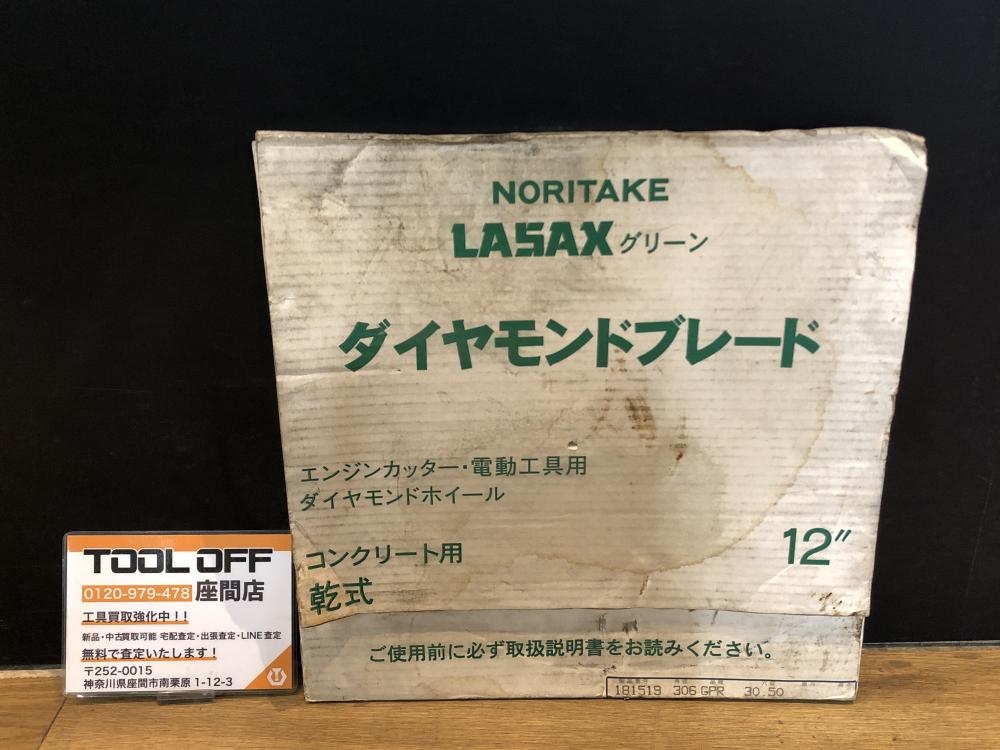 NORITAKE
LASAXグリーン
ダイヤモンドブレード
エンジンカッター・電動工具用
ダイヤモンドホイール
コンクリート用
乾式
12″
ご使用前に必ず取扱説明書をお読みください。
181519 306 GPR 30.50
TOOL OFF
0120-979-478 座間店
工具買取強化中!!
新品・中古買取可能 宅配査定・出張査定・LINE査定
無料で査定いたします!
〒252-0015
神奈川県座間市南栗原 1-12-3